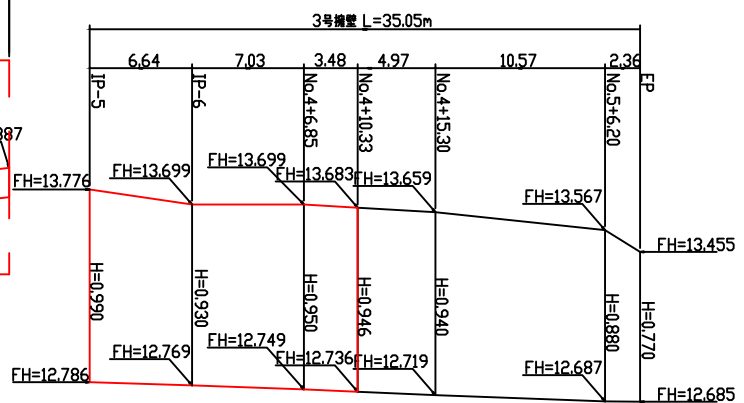 3号擁壁 L=35.05m
6.64 7.03 3.48 4.97 10.57 2.36
IP-5
IP-6
No.4+6.85
No.4+10.33
No.4+15.30
No.5+6.20
EP
FH=13.776
FH=13.699
FH=13.699
FH=13.683
FH=13.659
FH=13.567
FH=13.455
H=0.990
H=0.930
H=0.950
H=0.946
H=0.940
H=0.880
H=0.770
FH=12.786
FH=12.769
FH=12.749
FH=12.736
FH=12.719
FH=12.687
FH=12.685